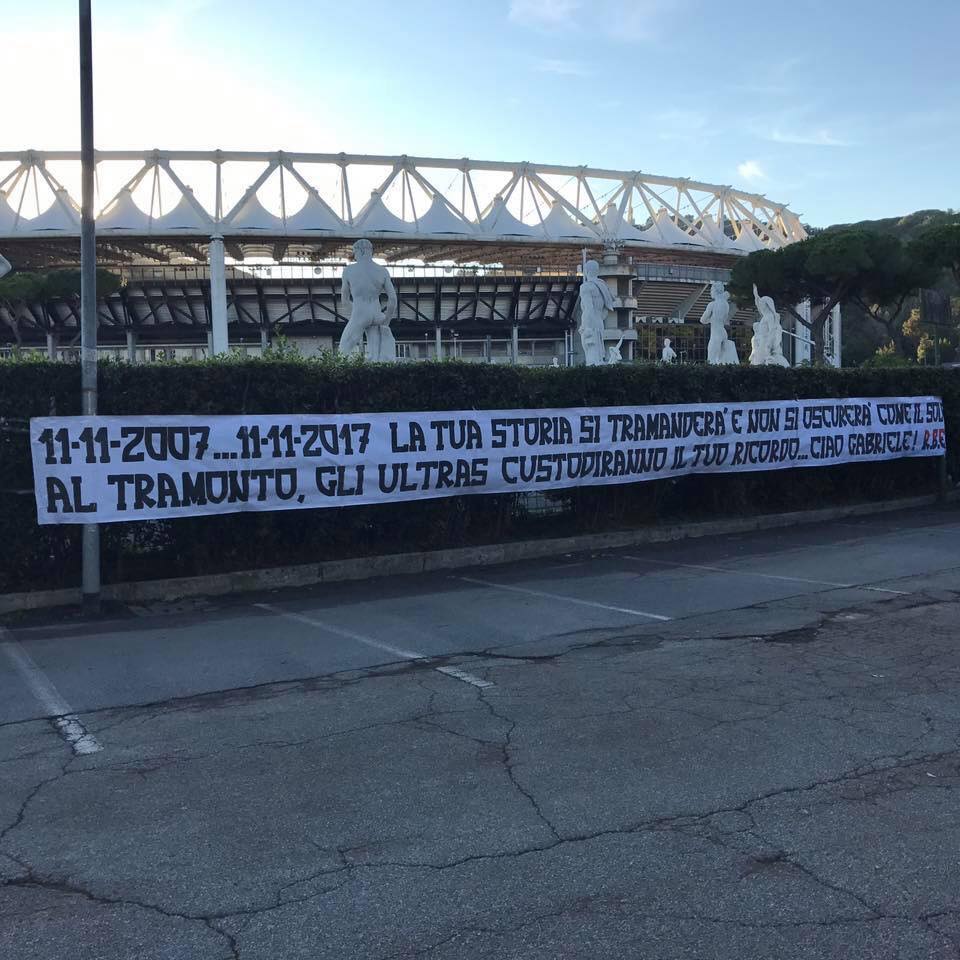 11-11-2007....11-11-2017 LA TUA STORIA SI TRAMANDERA' E NON SI OSCURERA' COME IL SOL
AL TRAMONTO, GLI ULTRAS CUSTODIRANNO IL TUO RICORDO... CIAO GABRIELE!